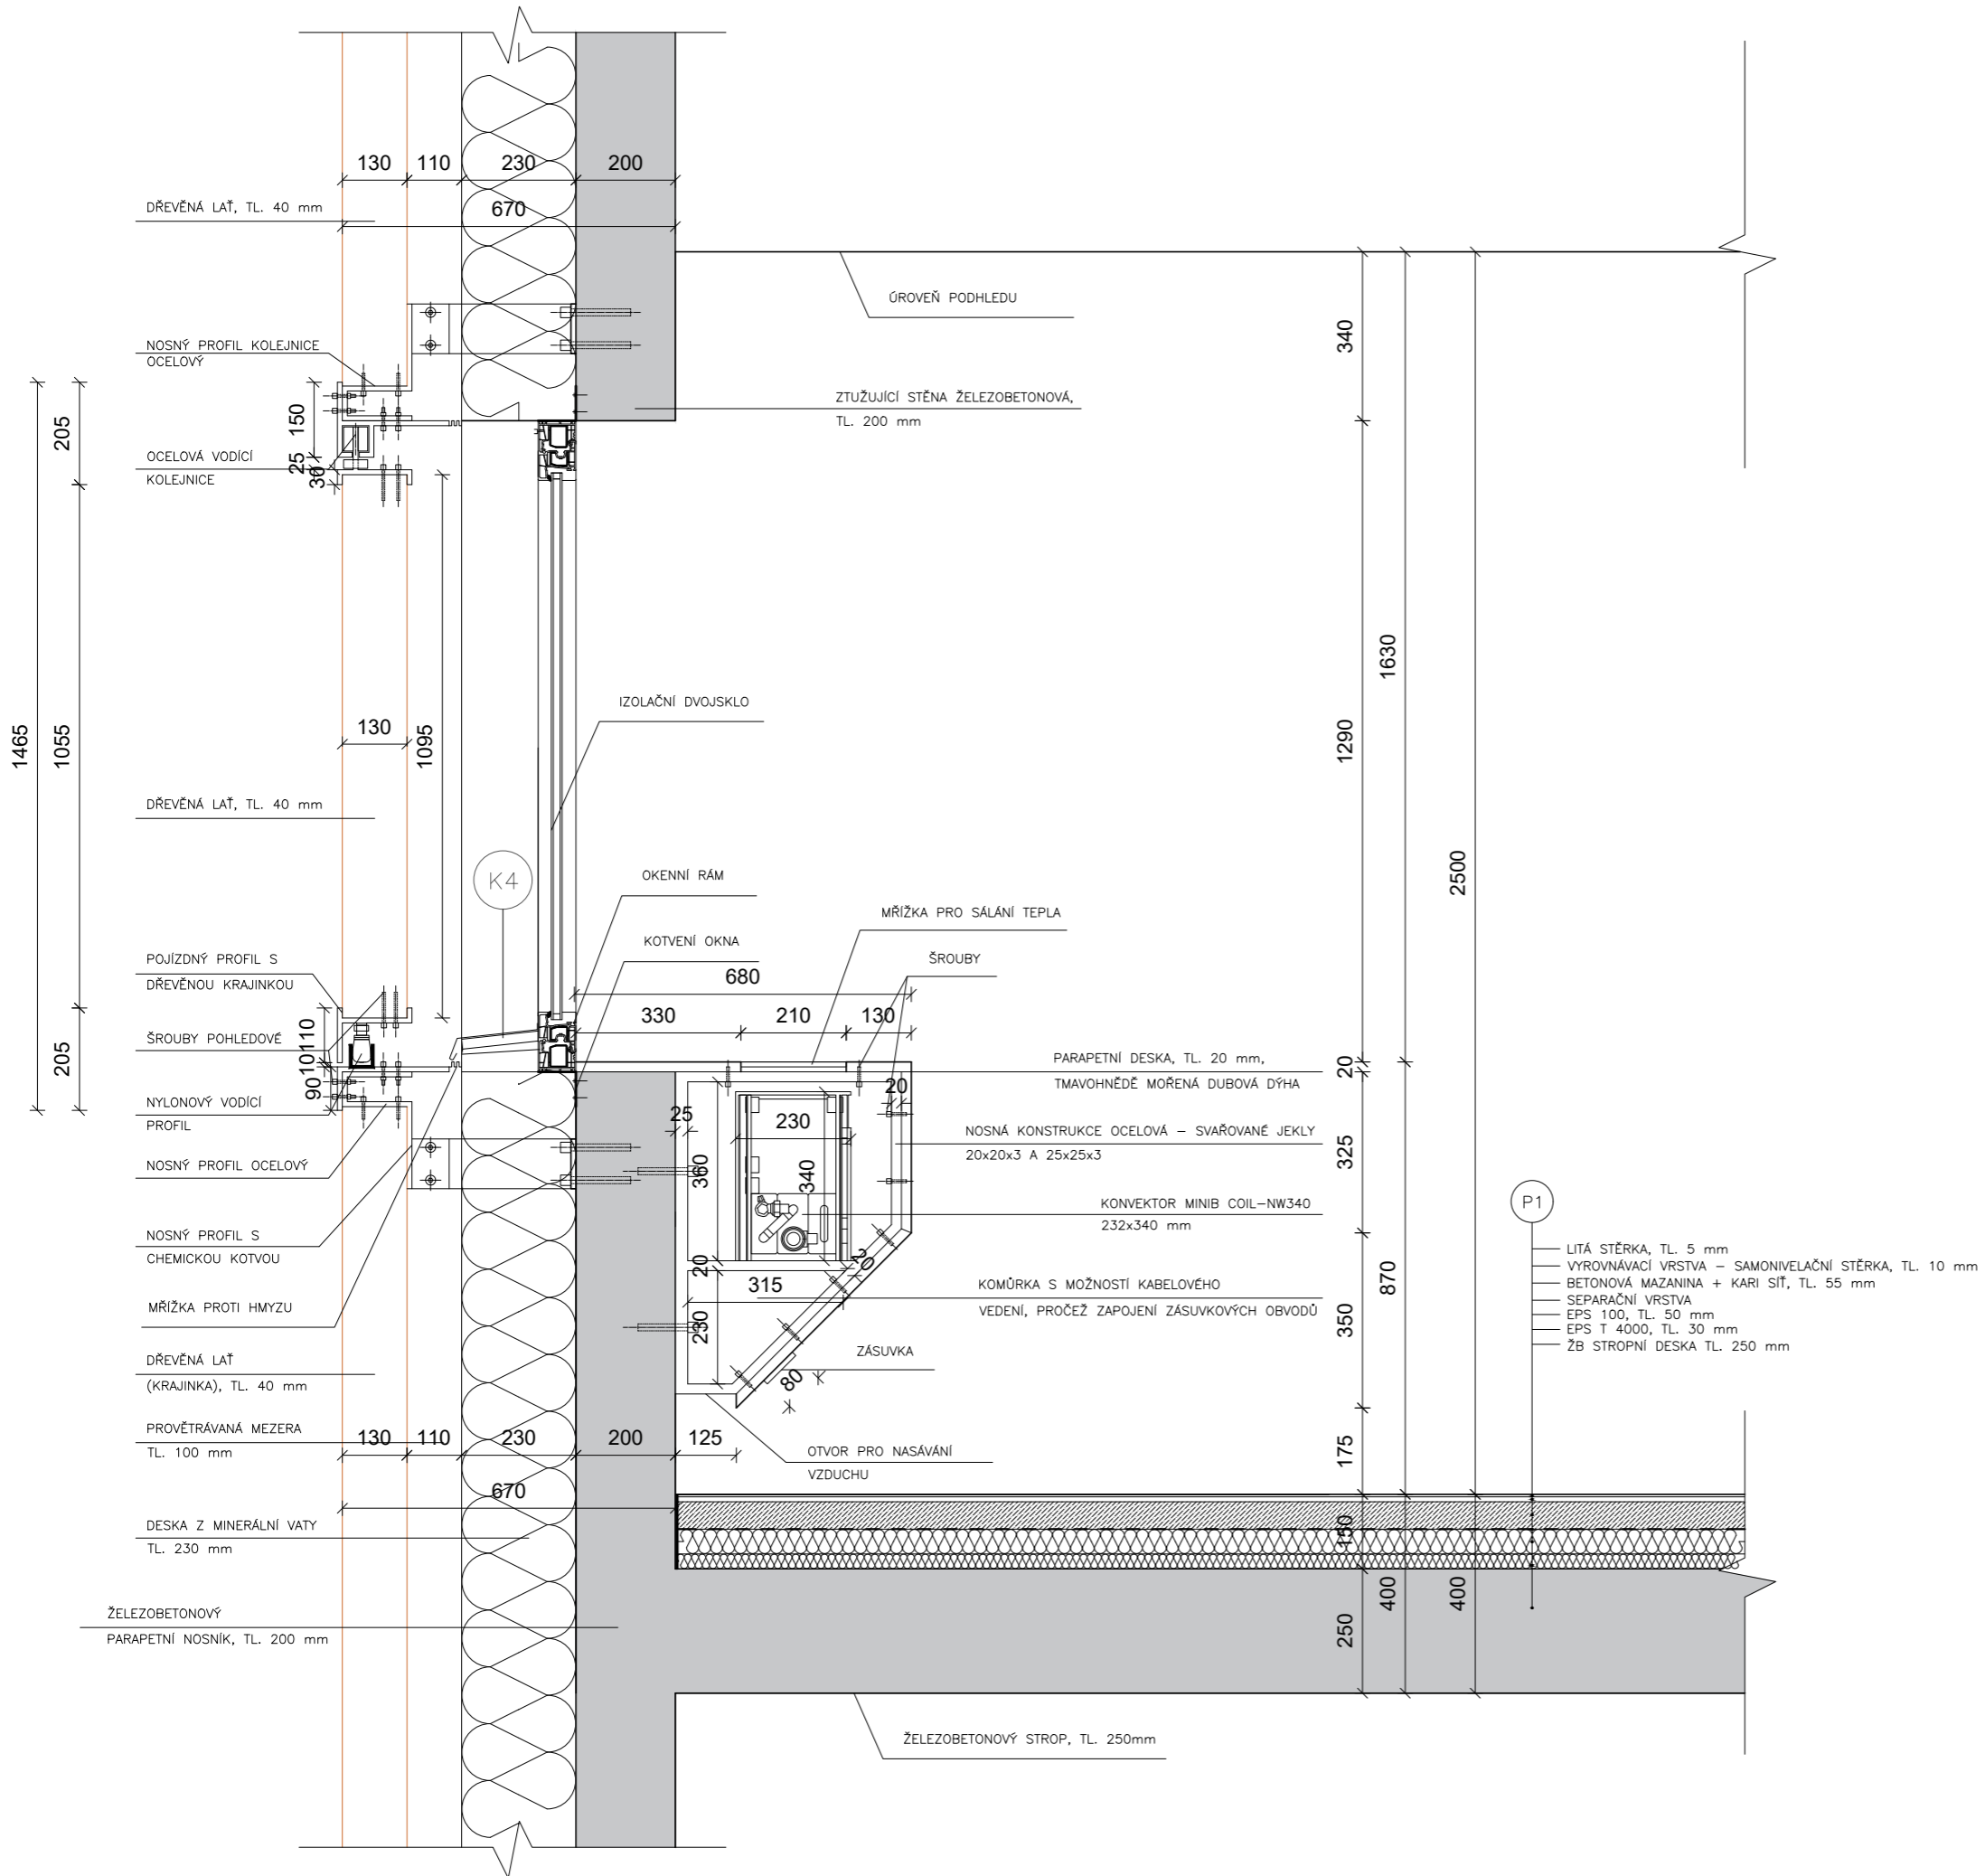 130 110 230 200
670
DŘEVĚNÁ LAŤ, TL. 40 mm
ÚROVEŇ PODHLEDU
340
NOSNÝ PROFIL KOLEJNICE
OCELOVÝ
ZTUŽUJÍCÍ STĚNA ŽELEZOBETONOVÁ,
TL. 200 mm
205
150
25
30
OCELOVÁ VODÍCÍ
KOLEJNICE
1465
1055
130
1095
IZOLAČNÍ DVOJSKLO
1630
1290
2500
DŘEVĚNÁ LAŤ, TL. 40 mm
K4
OKENNÍ RÁM
MŘÍŽKA PRO SÁLÁNÍ TEPLA
KOTVENÍ OKNA
ŠROUBY
680
330 210 130
POJÍZDNÝ PROFIL S
DŘEVĚNOU KRAJINKOU
205
110
10
90
ŠROUBY POHLEDOVÉ
PARAPETNÍ DESKA, TL. 20 mm,
TMAVOHNĚDĚ MOŘENÁ DUBOVÁ DÝHA
20
20
NYLONOVÝ VODÍCÍ
PROFIL
25
230
360
340
NOSNÁ KONSTRUKCE OCELOVÁ – SVAŘOVANÉ JEKLY
20x20x3 A 25x25x3
325
NOSNÝ PROFIL OCELOVÝ
KONVEKTOR MINIB COIL–NW340
232x340 mm
P1
NOSNÝ PROFIL S
CHEMICKOU KOTVOU
LITÁ STĚRKA, TL. 5 mm
VYROVNÁVACÍ VRSTVA – SAMONIVELAČNÍ STĚRKA, TL. 10 mm
BETONOVÁ MAZANINA + KARI SÍŤ, TL. 55 mm
SEPARAČNÍ VRSTVA
EPS 100, TL. 50 mm
EPS T 4000, TL. 30 mm
ŽB STROPNÍ DESKA TL. 250 mm
20
20
315
230
KOMŮRKA S MOŽNOSTÍ KABELOVÉHO
VEDENÍ, PROČEŽ ZAPOJENÍ ZÁSUVKOVÝCH OBVODŮ
870
350
MŘÍŽKA PROTI HMYZU
ZÁSUVKA
80
DŘEVĚNÁ LAŤ
(KRAJINKA), TL. 40 mm
PROVĚTRÁVANÁ MEZERA
TL. 100 mm
130 110 230 200 125
OTVOR PRO NASÁVÁNÍ
VZDUCHU
175
670
DESKA Z MINERÁLNÍ VATY
TL. 230 mm
150
400
400
250
ŽELEZOBETONOVÝ
PARAPETNÍ NOSNÍK, TL. 200 mm
ŽELEZOBETONOVÝ STROP, TL. 250mm